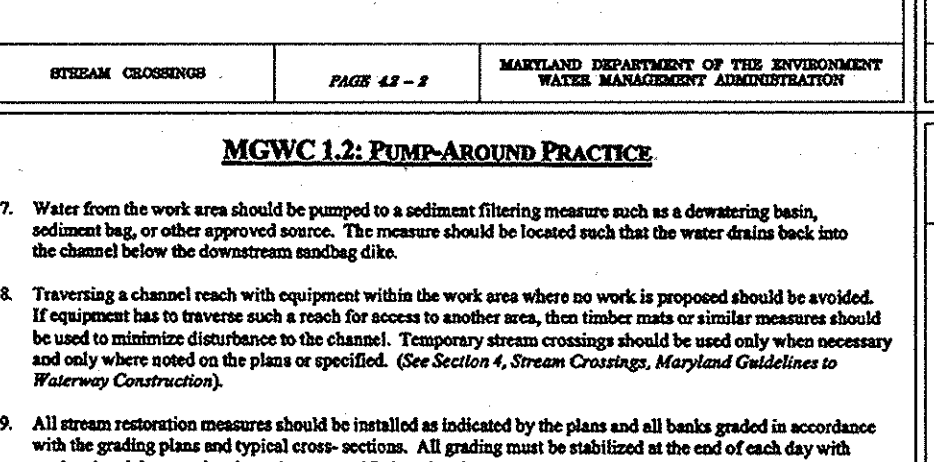 STREAM CROSSINGS
PAGE 4.2 – 2
MARYLAND DEPARTMENT OF THE ENVIRONMENT
WATER MANAGEMENT ADMINISTRATION
MGWC 1.2: PUMP-AROUND PRACTICE
7. Water from the work area should be pumped to a sediment filtering measure such as a dewatering basin,
sediment bag, or other approved source. The measure should be located such that the water drains back into
the channel below the downstream sandbag dike.
8. Traversing a channel reach with equipment within the work area where no work is proposed should be avoided.
If equipment has to traverse such a reach for access to another area, then timber mats or similar measures should
be used to minimize disturbance to the channel. Temporary stream crossings should be used only when necessary
and only where noted on the plans or specified. (See Section 4, Stream Crossings, Maryland Guidelines to
Waterway Construction).
9. All stream restoration measures should be installed as indicated by the plans and all banks graded in accordance
with the grading plans and typical cross- sections. All grading must be stabilized at the end of each day with